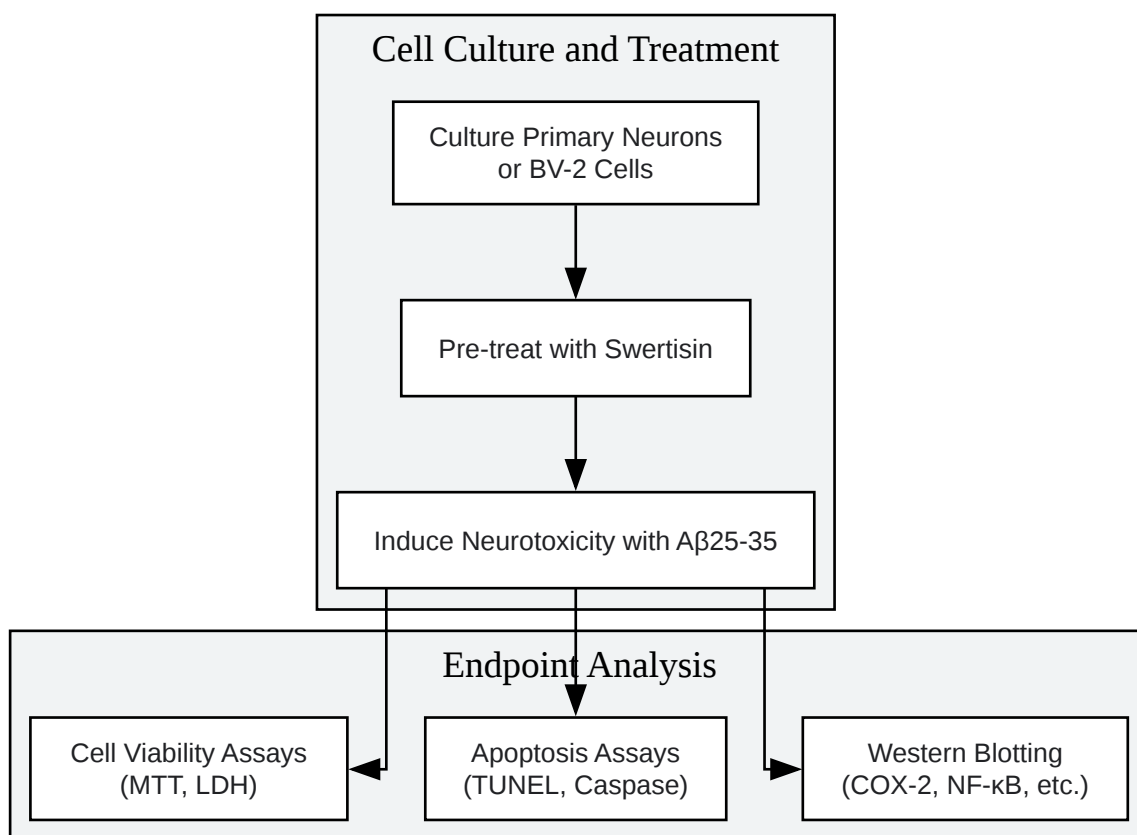 Cell Culture and Treatment
Culture Primary Neurons
or BV-2 Cells
Pre-treat with Swertisin
Induce Neurotoxicity with Aβ25-35
Endpoint Analysis
Cell Viability Assays
(MTT, LDH)
Apoptosis Assays
(TUNEL, Caspase)
Western Blotting
(COX-2, NF-κB, etc.)